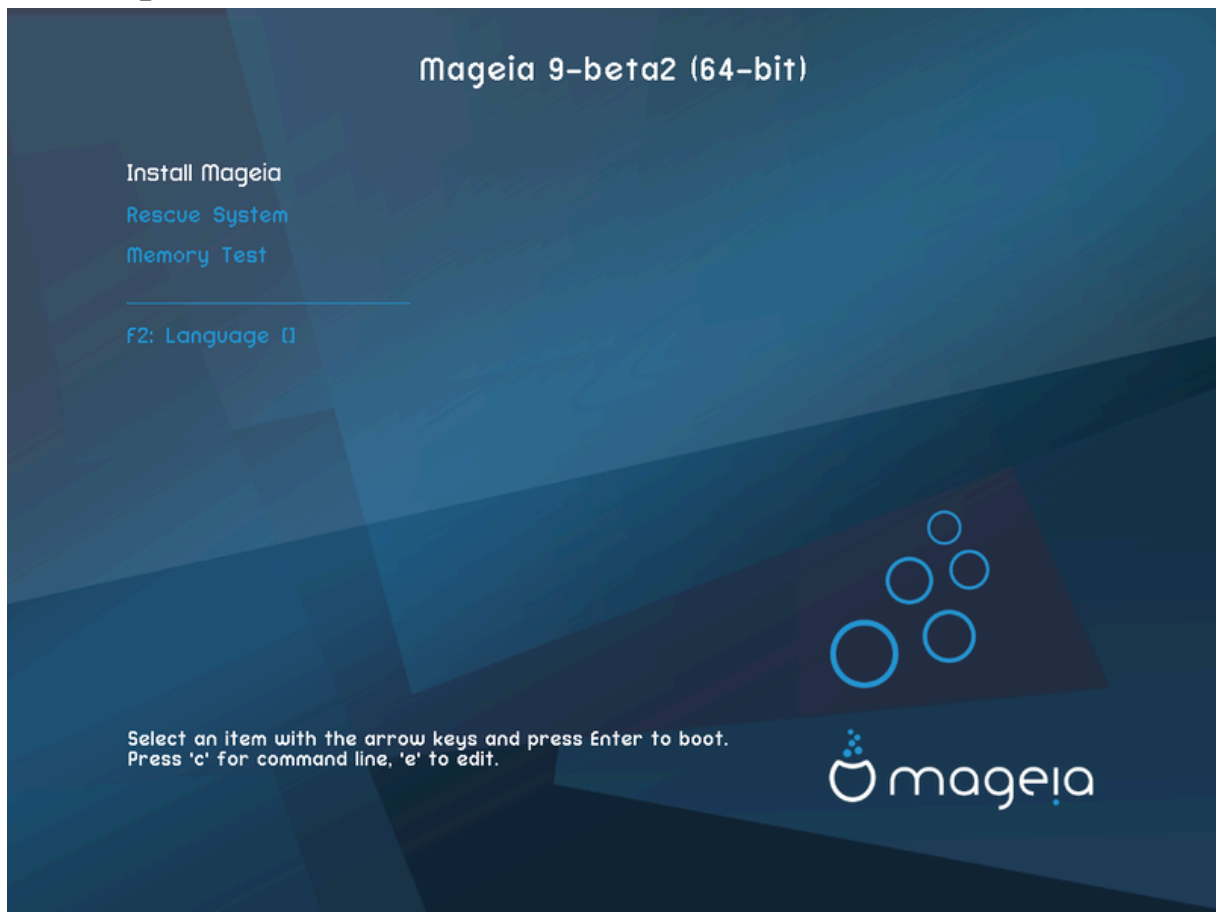 Mageia 9-beta2 (64-bit)
Install Mageia
Rescue System
Memory Test
F2: Language []
Select an item with the arrow keys and press Enter to boot.
Press 'c' for command line, 'e' to edit.
mageia